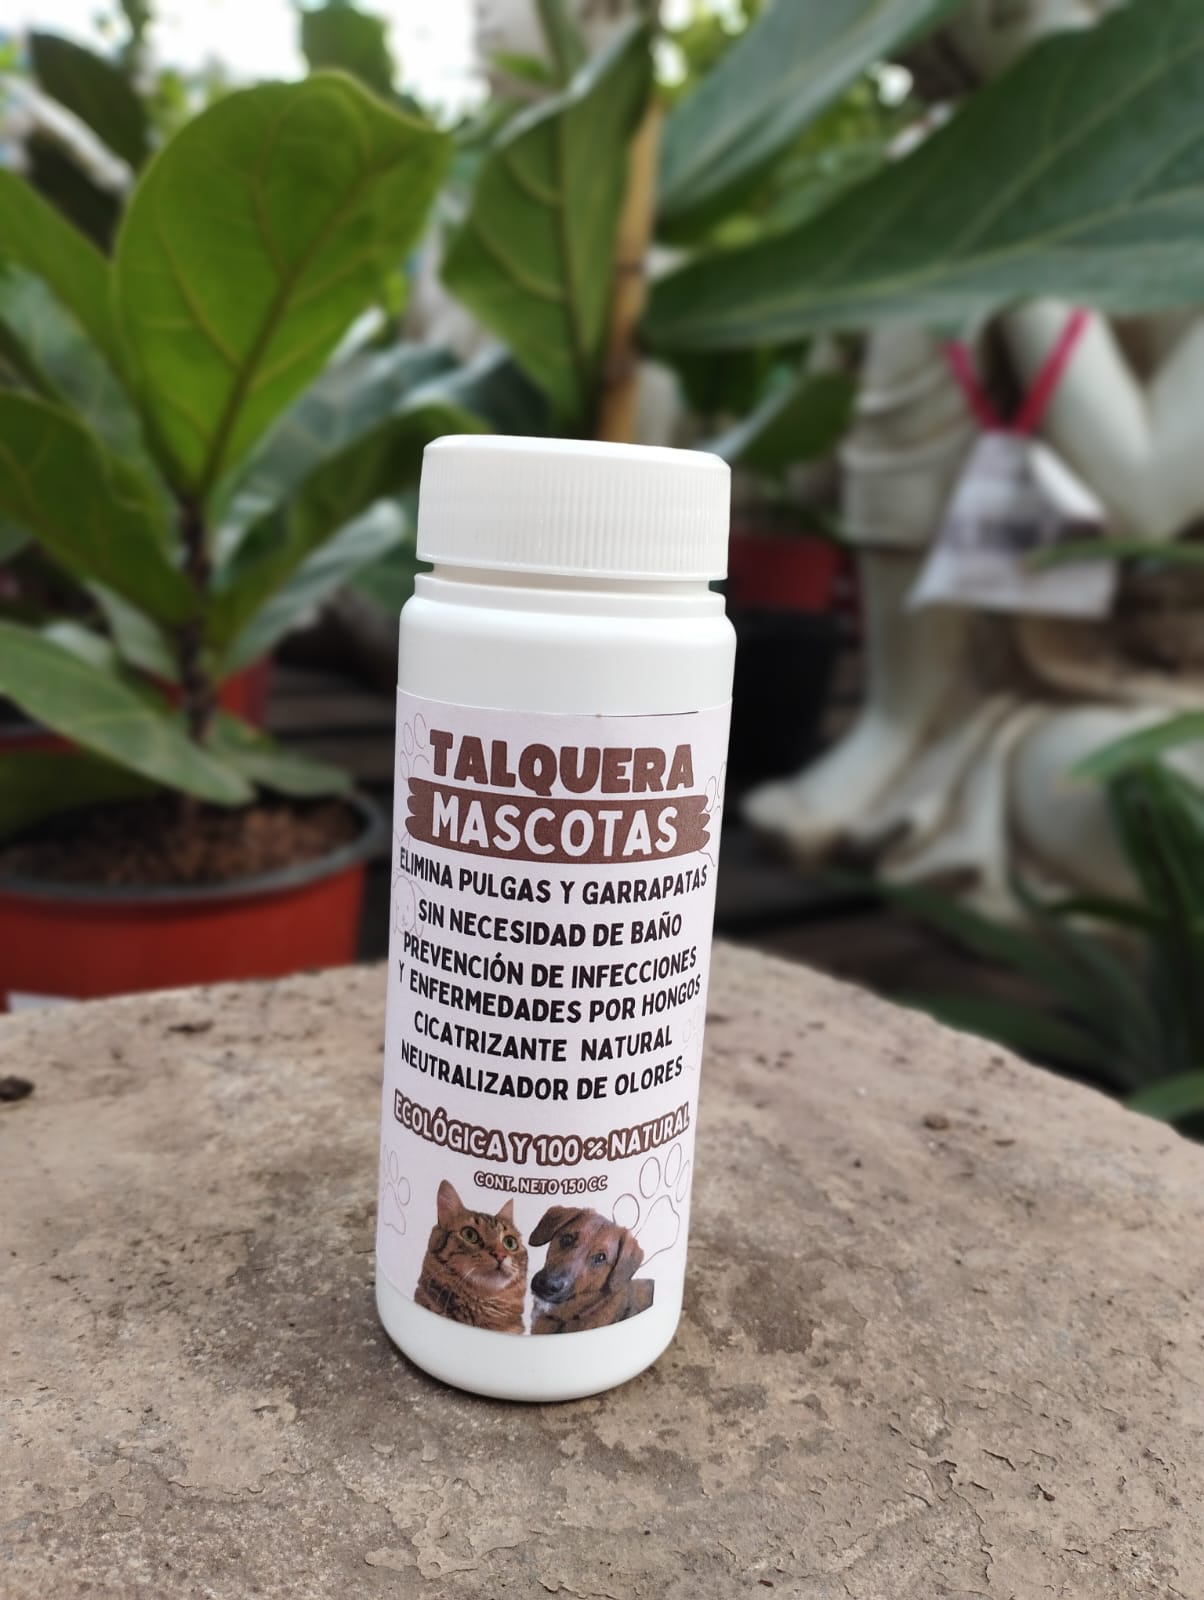 TALQUERA
MASCOTAS
ELIMINA PULGAS Y GARRAPATAS
SIN NECESIDAD DE BAÑO
PREVENCIÓN DE INFECCIONES
Y ENFERMEDADES POR HONGOS
CICATRIZANTE NATURAL
NEUTRALIZADOR DE OLORES
ECOLÓGICA Y 100% NATURAL
CONT. NETO 150 CC